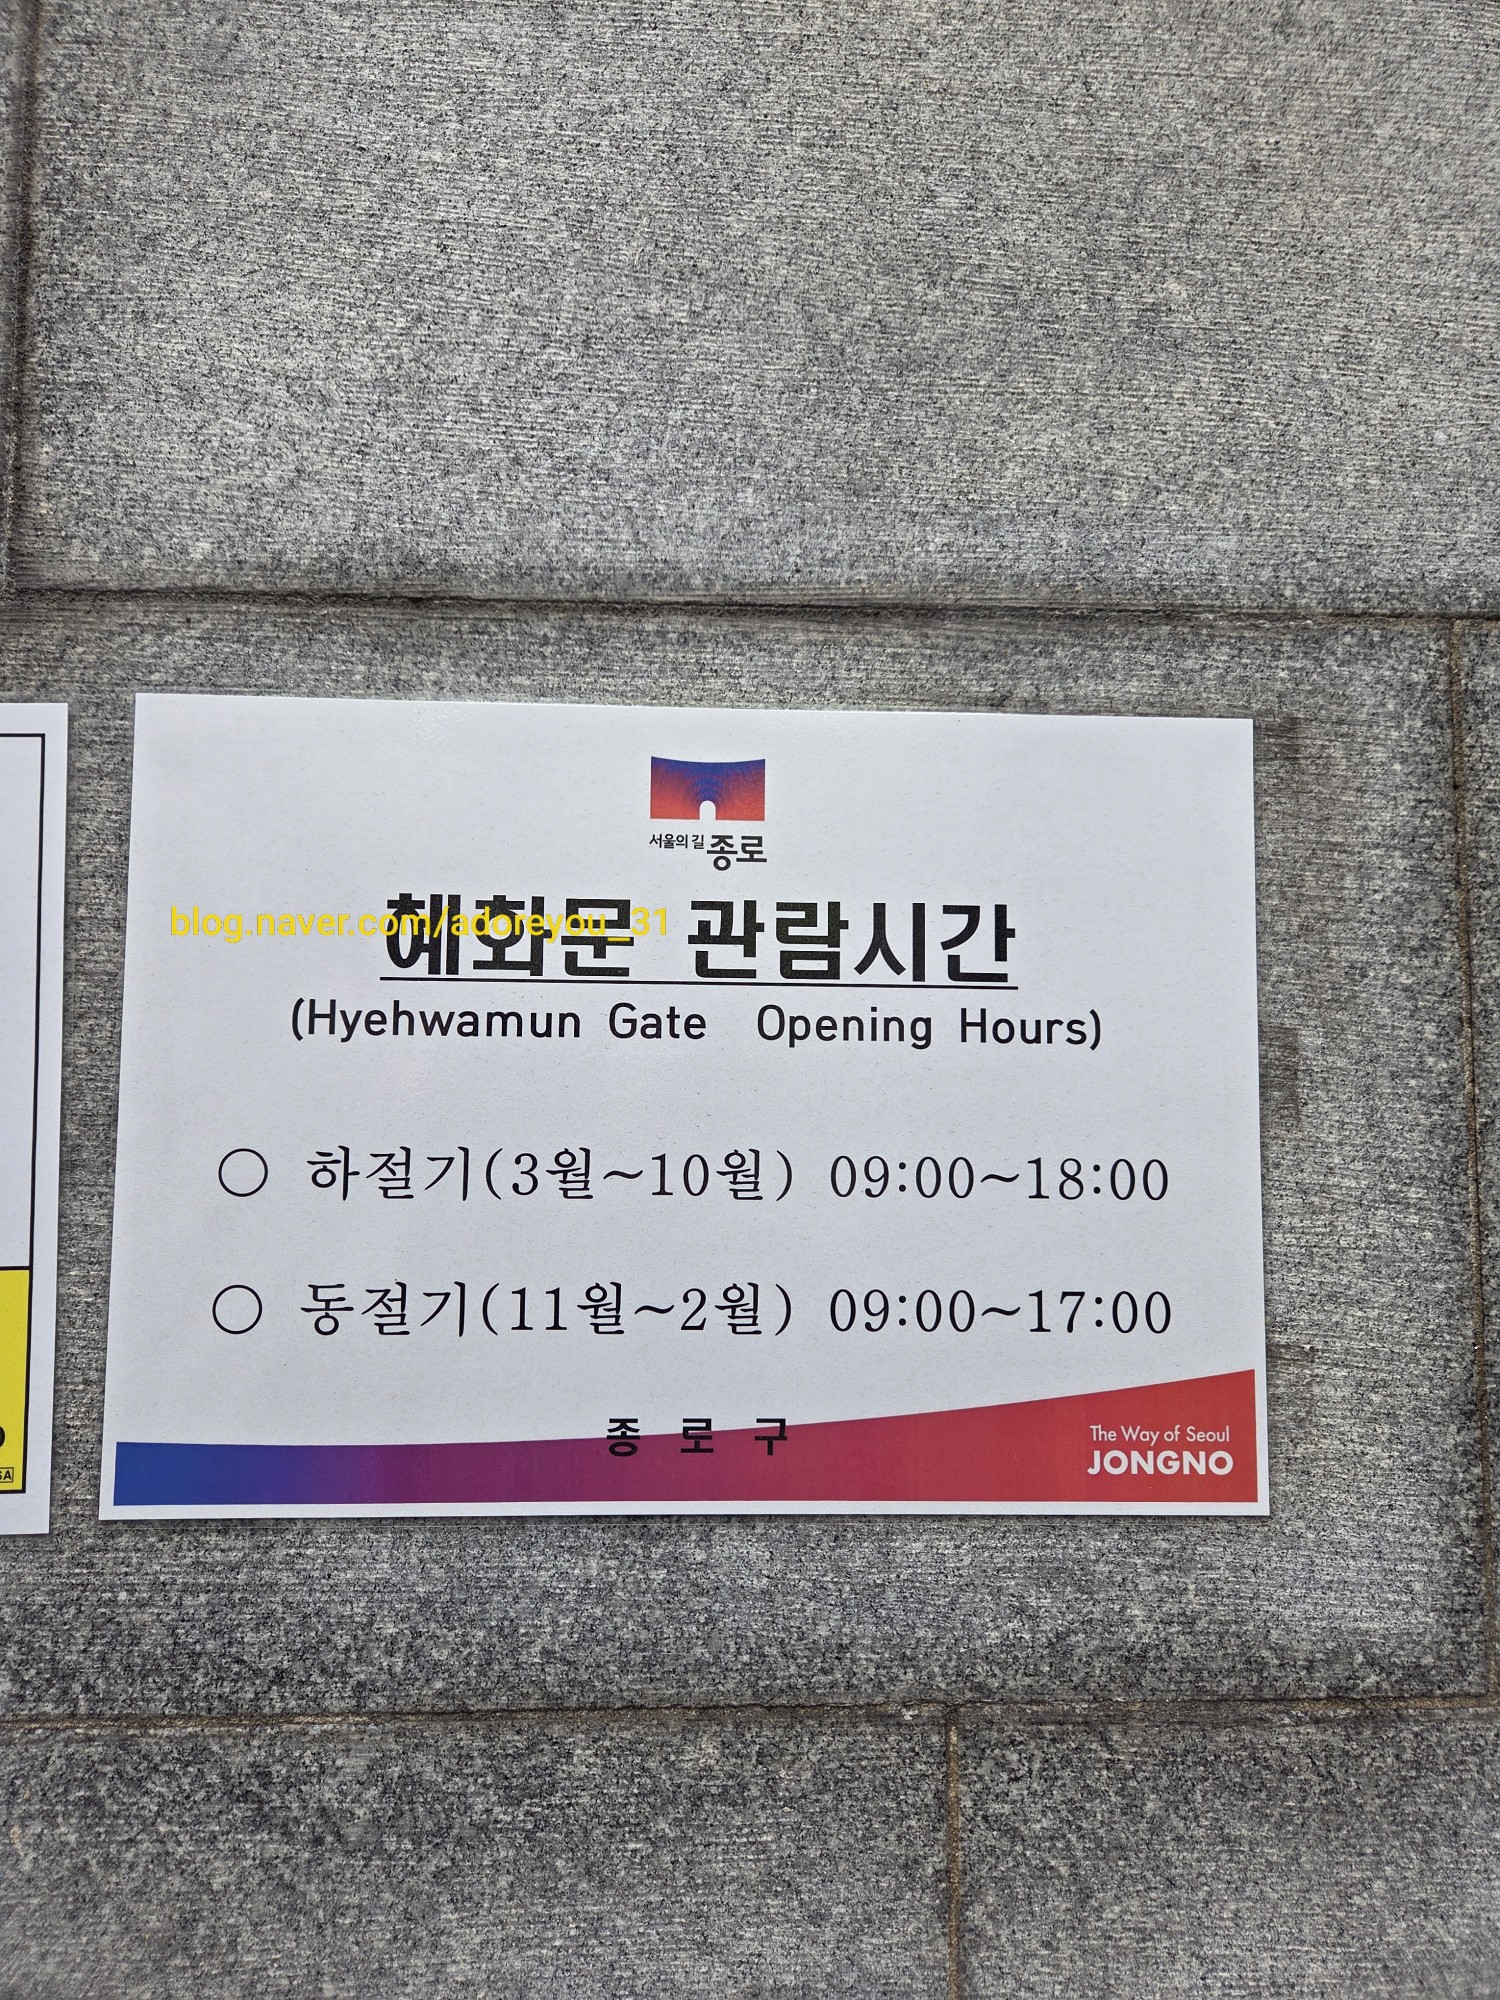 서울의 길 종로
혜화문 관람시간
blog.naver.com/adoreyou_31
(Hyehwamun Gate Opening Hours)
○ 하절기(3월~10월) 09:00~18:00
○ 동절기(11월~2월) 09:00~17:00
종 로 구
The Way of Seoul
JONGNO